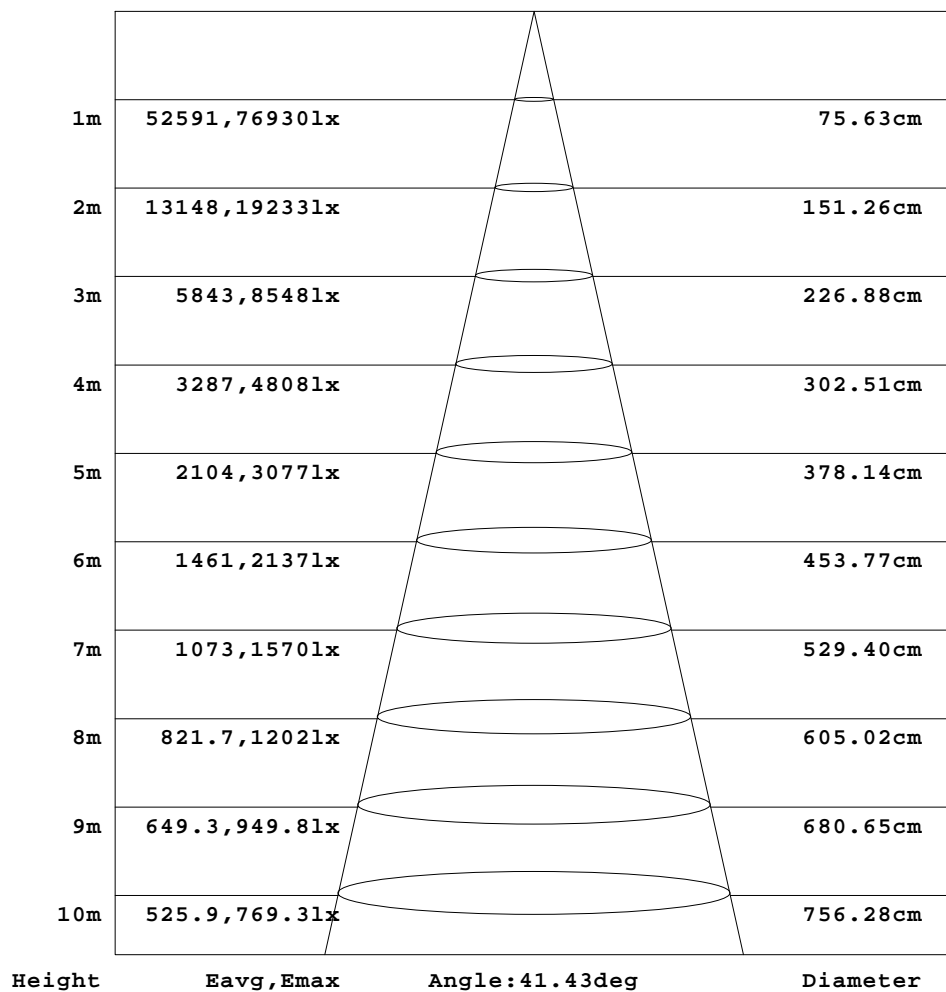 1m 52591,76930lx 75.63cm
2m 13148,19233lx 151.26cm
3m 5843,8548lx 226.88cm
4m 3287,4808lx 302.51cm
5m 2104,3077lx 378.14cm
6m 1461,2137lx 453.77cm
7m 1073,1570lx 529.40cm
8m 821.7,1202lx 605.02cm
9m 649.3,949.8lx 680.65cm
10m 525.9,769.3lx 756.28cm
Height Eavg,Emax Angle:41.43deg Diameter